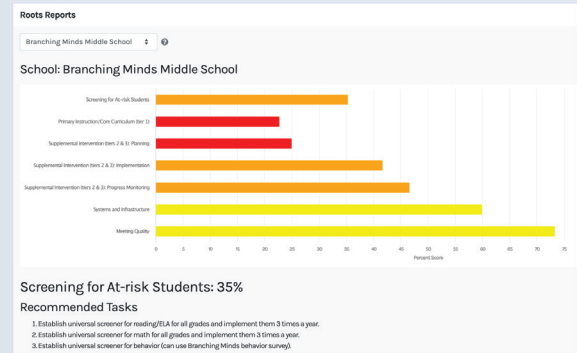 Roots Reports
Branching Minds Middle School
School: Branching Minds Middle School
Screening for At-risk Students
Primary Instruction/Core Curriculum (tier 1)
Supplemental Intervention (tiers 2 & 3): Planning
Supplemental Intervention (tiers 2 & 3): Implementation
Supplemental Intervention (tiers 2 & 3): Progress Monitoring
Systems and Infrastructure
Meeting Quality
0 5 10 15 20 25 30 35 40 45 50 55 60 65 70 75
Percent Score
Screening for At-risk Students: 35%
Recommended Tasks
1. Establish universal screener for reading/ELA for all grades and implement them 3 times a year.
2. Establish universal screener for math for all grades and implement them 3 times a year.
3. Establish universal screener for behavior (can use Branching Minds behavior survey).